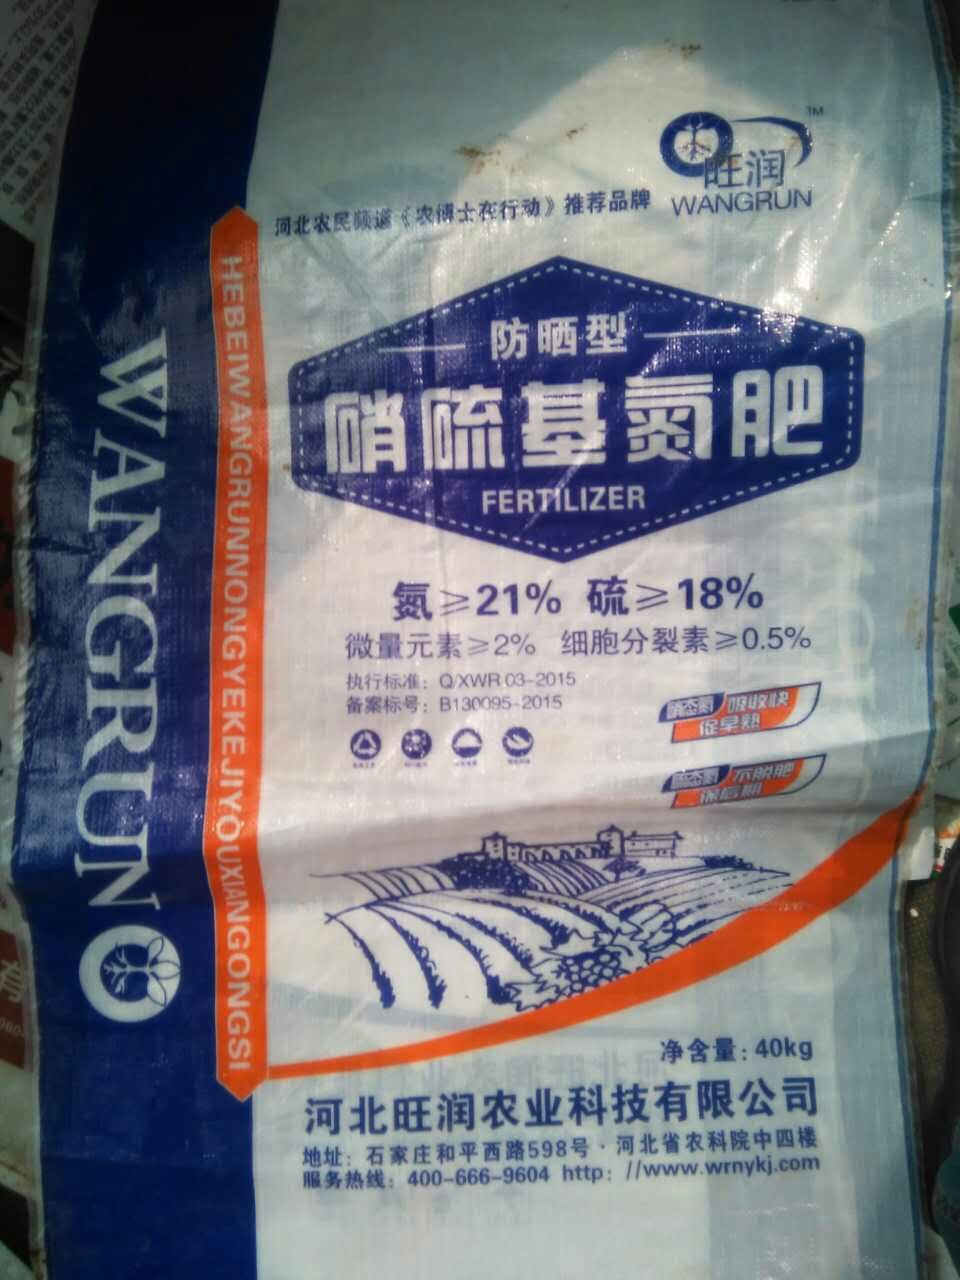 TM
旺润
WANGRUN
河北农民频道《农博士在行动》推荐品牌
防晒型
硝硫基氮肥
FERTILIZER
氮≥21% 硫≥18%
微量元素≥2% 细胞分裂素≥0.5%
执行标准：Q/XWR 03-2015
备案标号：B130095-2015
硝态氮 吸收快
促早熟
不脱肥
保后期
净含量：40kg
河北旺润农业科技有限公司
地址：石家庄和平西路598号·河北省农科院中四楼
服务热线：400-666-9604 http：//www.wrnykj.com
HEBEIWANGRUNNONGYEKEJIYOUXIANGONGSI
WANGRUN